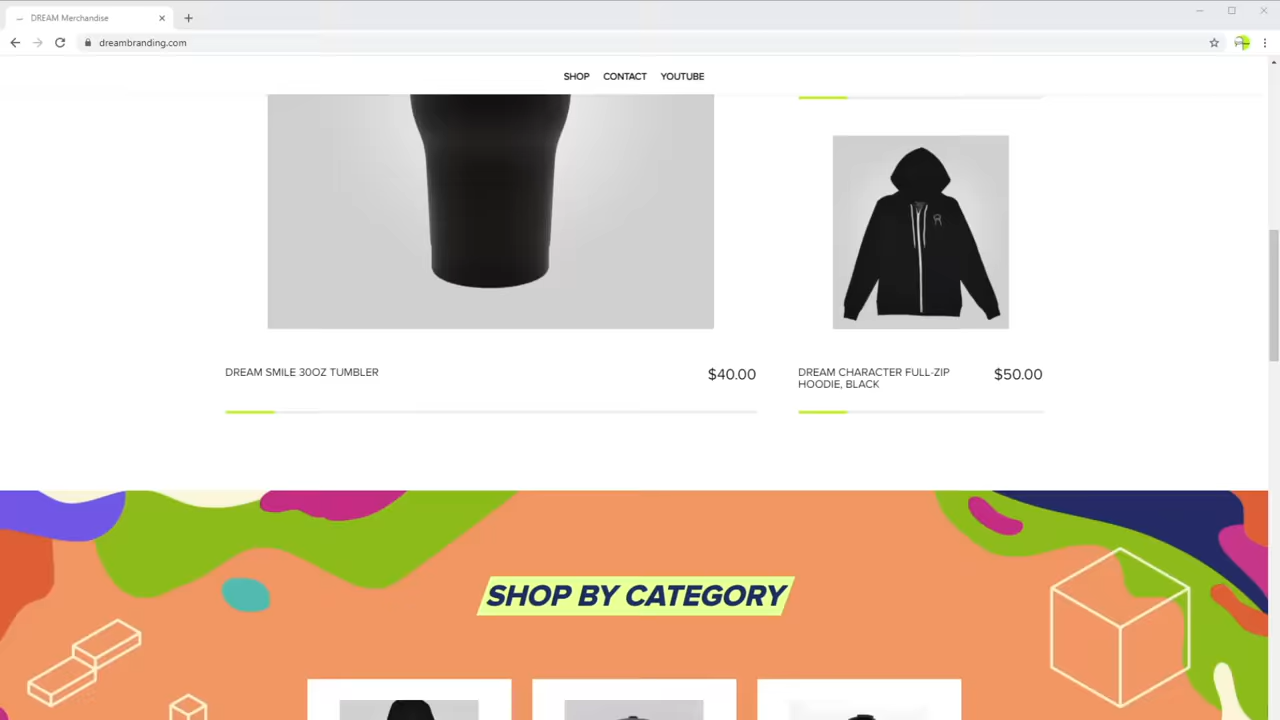 DREAM Merchandise
dreambranding.com
SHOP CONTACT YOUTUBE
DREAM SMILE 30OZ TUMBLER
$40.00
DREAM CHARACTER FULL-ZIP
HOODIE, BLACK
$50.00
SHOP BY CATEGORY